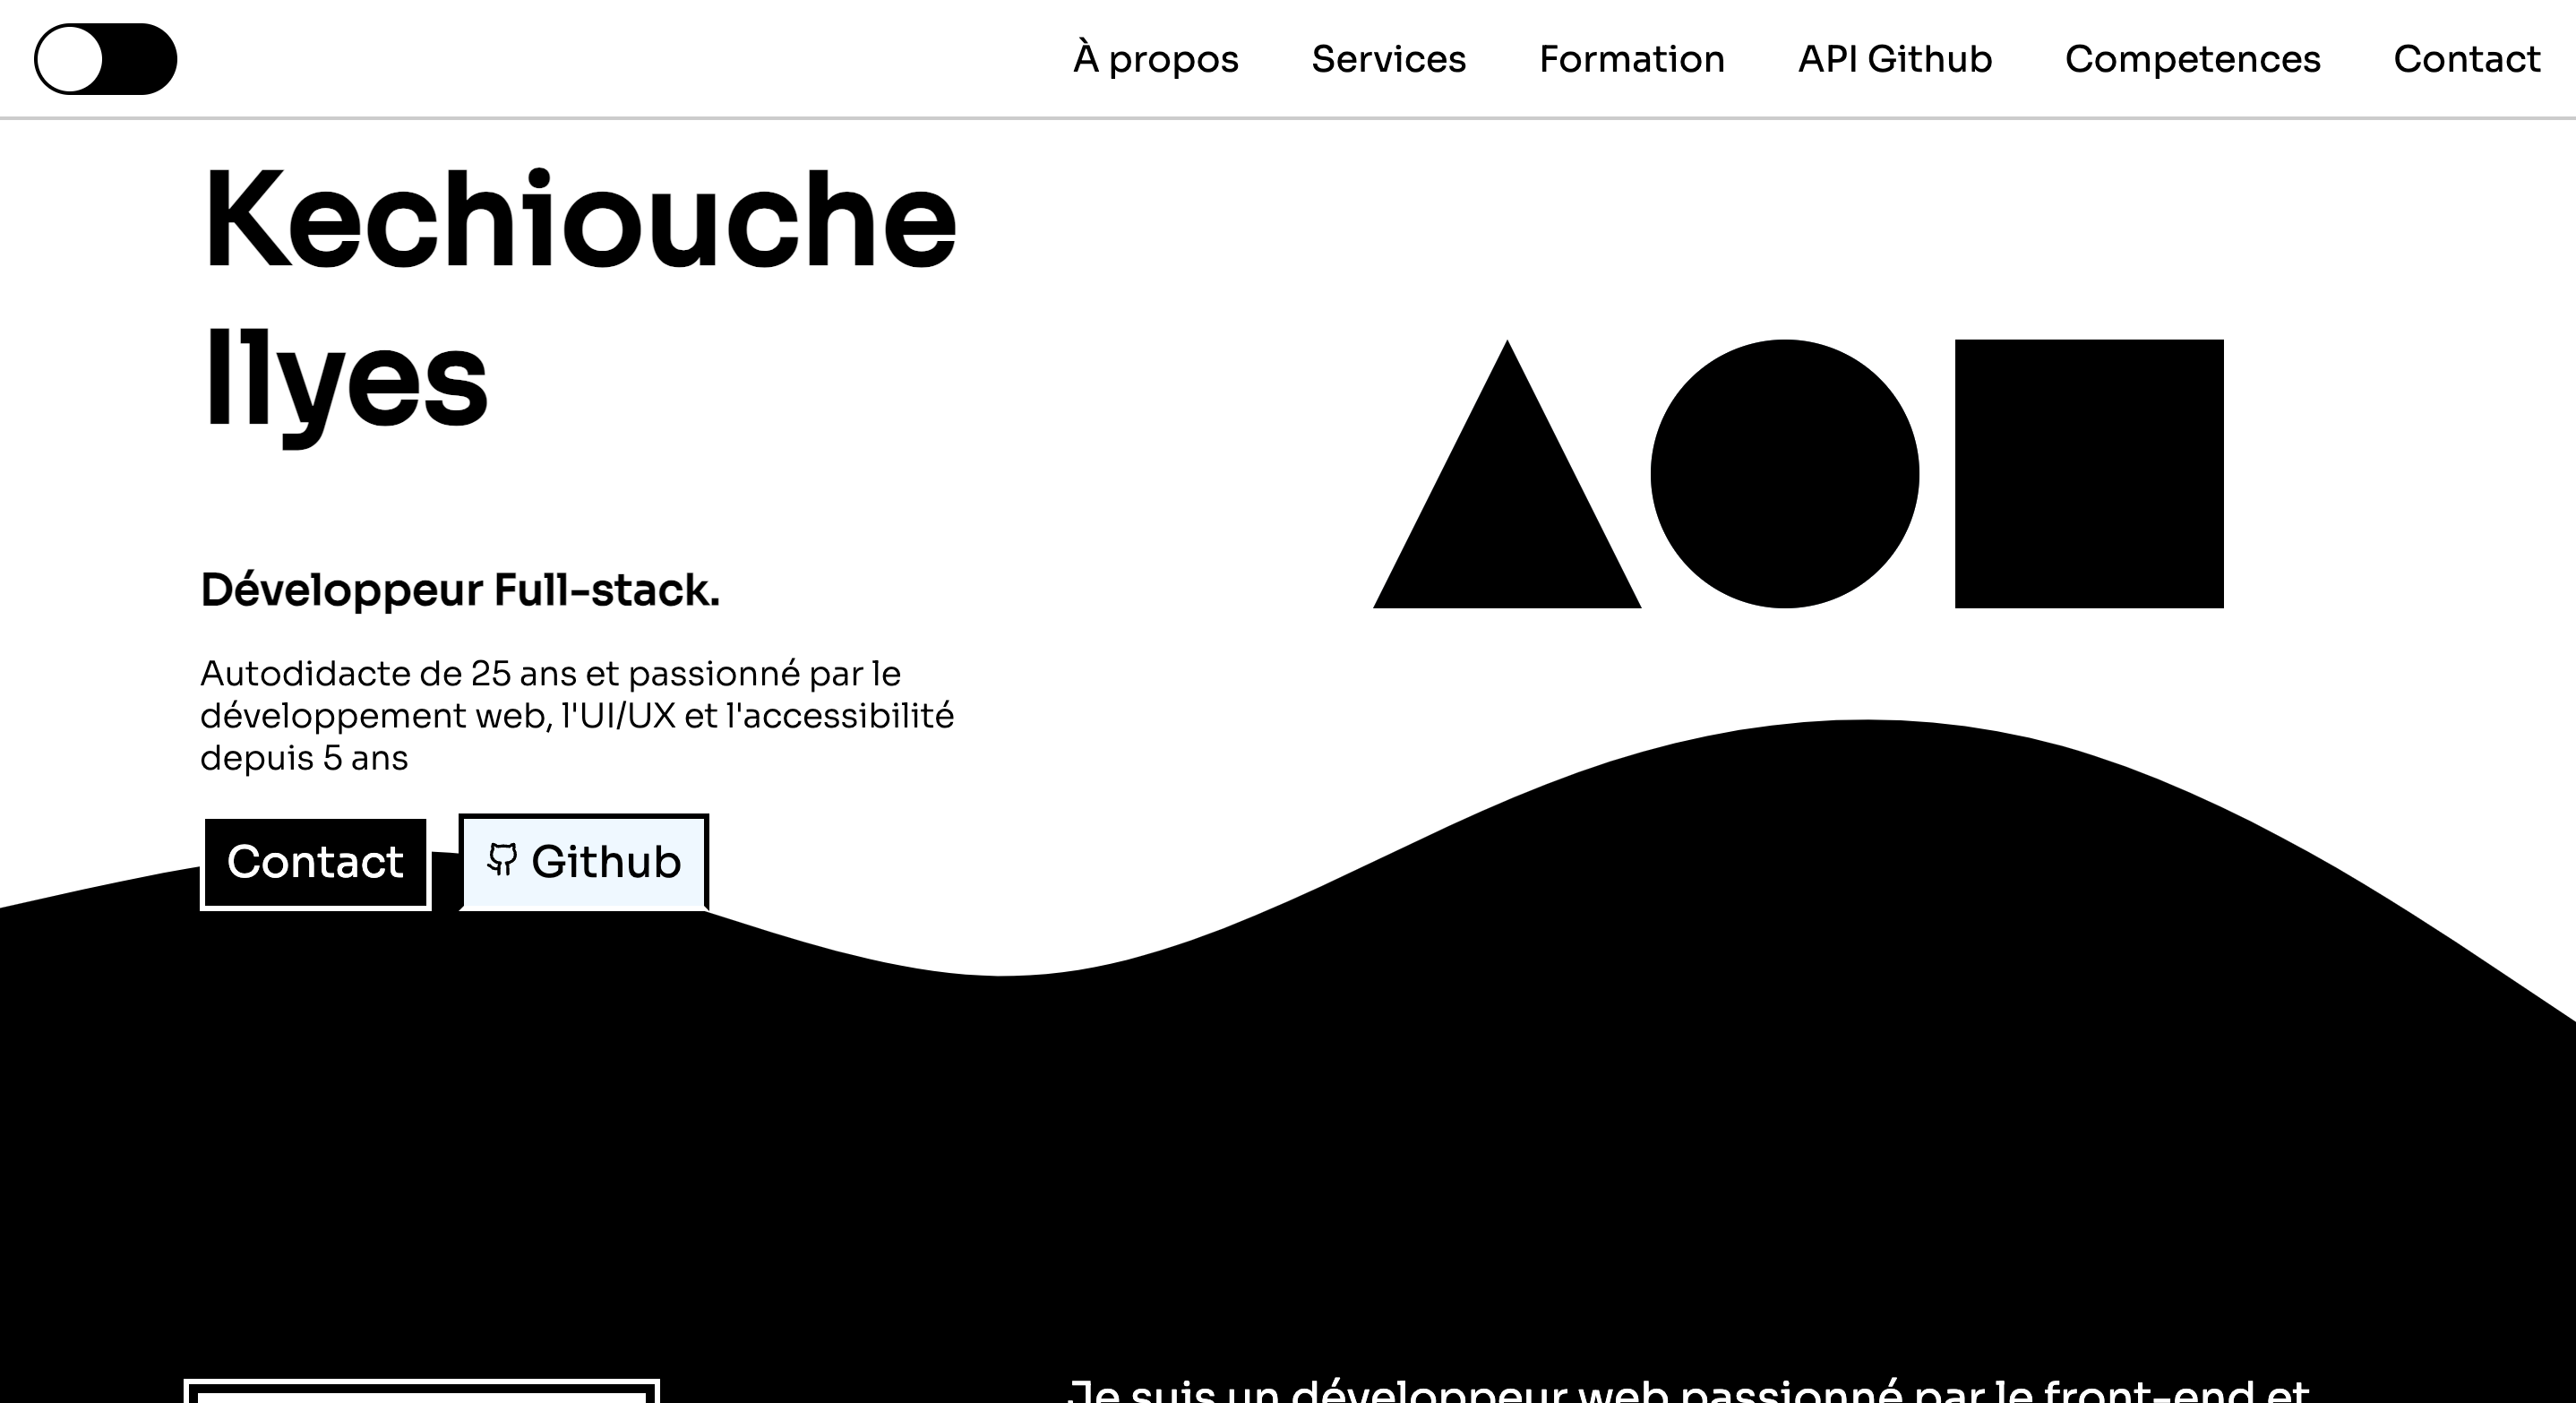 À propos Services Formation API Github Competences Contact
Kechiouche
Ilyes
Développeur Full-stack.
Autodidacte de 25 ans et passionné par le
développement web, l'UI/UX et l'accessibilité
depuis 5 ans
Contact Github
Je suis un développeur web passionné par le front-end et